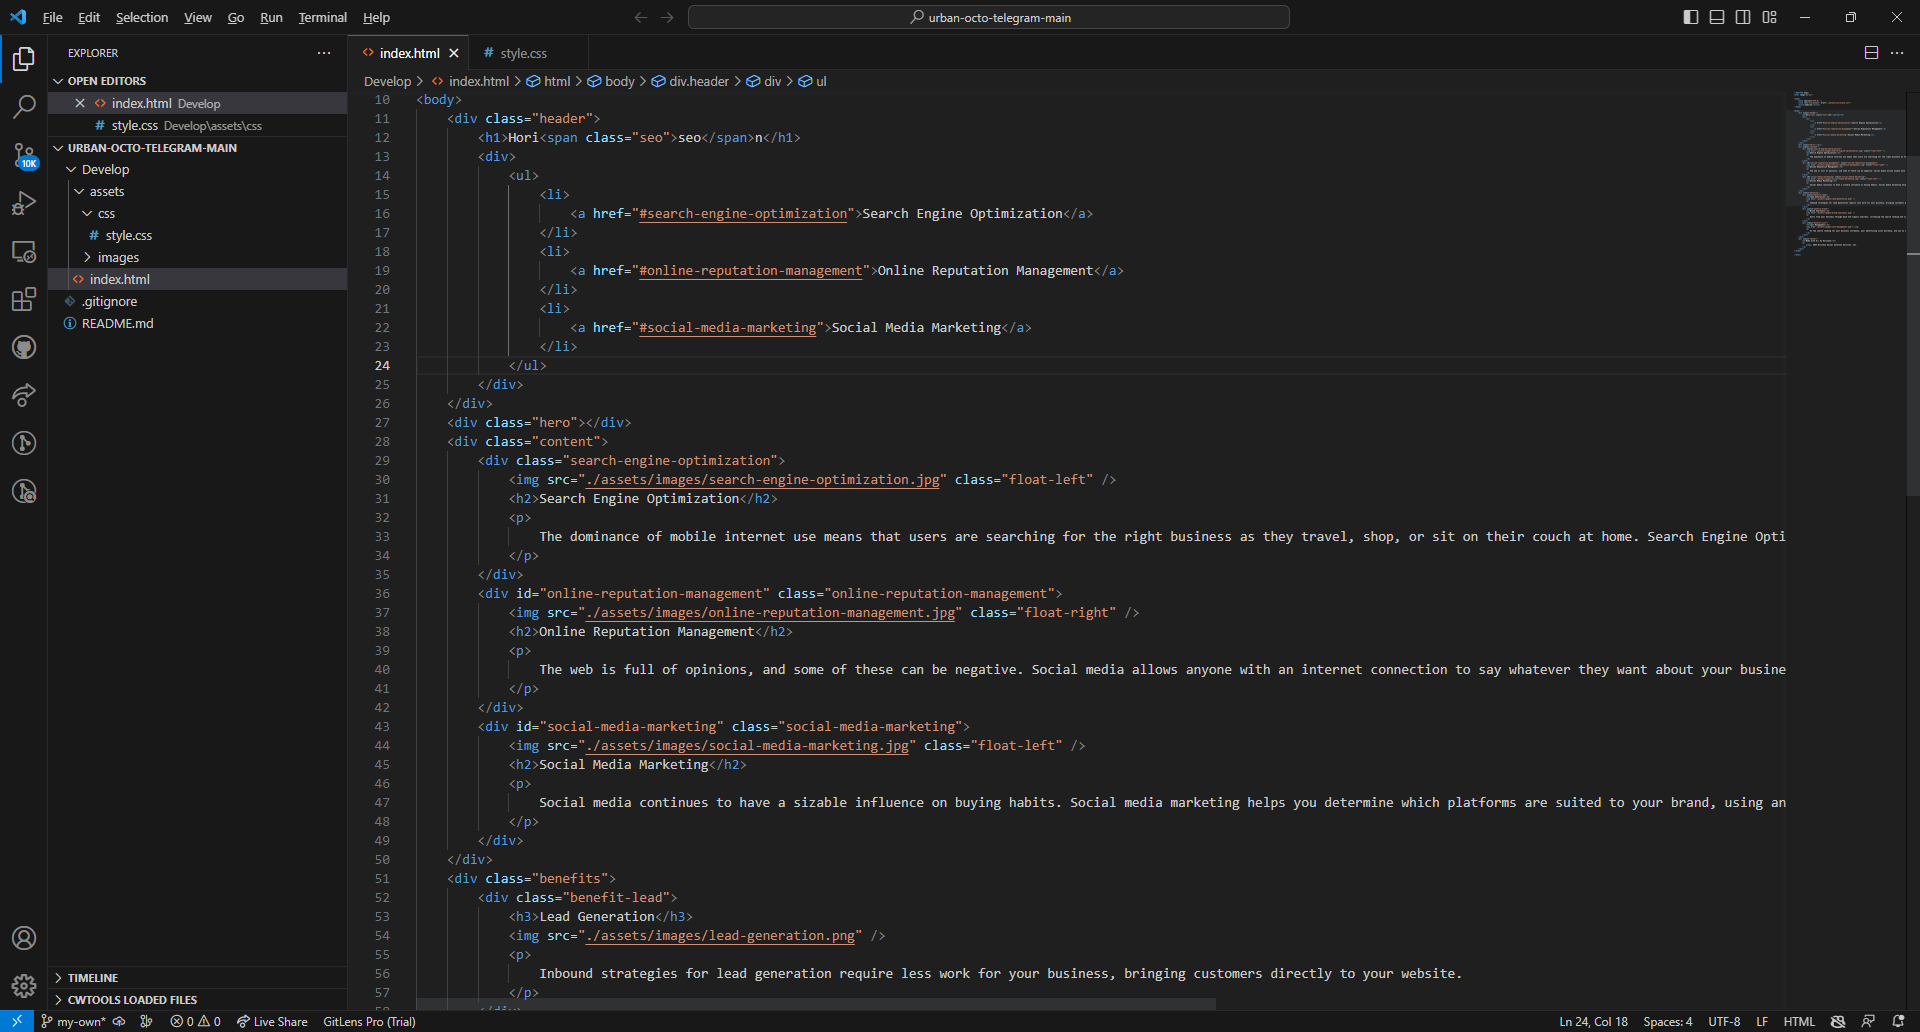 File Edit Selection View Go Run Terminal Help
urban-octo-telegram-main
EXPLORER
OPEN EDITORS
index.html Develop
# style.css Develop\assets\css
URBAN-OCTO-TELEGRAM-MAIN
Develop
assets
css
# style.css
images
index.html
.gitignore
README.md
10K
TIMELINE
CWTOOLS LOADED FILES
index.html # style.css
Develop > index.html > html > body > div.header > div > ul
10 <body>
11 <div class="header">
12 <h1>Hori<span class="seo">seo</span>n</h1>
13 <div>
14 <ul>
15 <li>
16 <a href="#search-engine-optimization">Search Engine Optimization</a>
17 </li>
18 <li>
19 <a href="#online-reputation-management">Online Reputation Management</a>
20 </li>
21 <li>
22 <a href="#social-media-marketing">Social Media Marketing</a>
23 </li>
24 </ul>
25 </div>
26 </div>
27 <div class="hero"></div>
28 <div class="content">
29 <div class="search-engine-optimization">
30 <img src="./assets/images/search-engine-optimization.jpg" class="float-left" />
31 <h2>Search Engine Optimization</h2>
32 <p>
33 The dominance of mobile internet use means that users are searching for the right business as they travel, shop, or sit on their couch at home. Search Engine Opti
34 </p>
35 </div>
36 <div id="online-reputation-management" class="online-reputation-management">
37 <img src="./assets/images/online-reputation-management.jpg" class="float-right" />
38 <h2>Online Reputation Management</h2>
39 <p>
40 The web is full of opinions, and some of these can be negative. Social media allows anyone with an internet connection to say whatever they want about your busine
41 </p>
42 </div>
43 <div id="social-media-marketing" class="social-media-marketing">
44 <img src="./assets/images/social-media-marketing.jpg" class="float-left" />
45 <h2>Social Media Marketing</h2>
46 <p>
47 Social media continues to have a sizable influence on buying habits. Social media marketing helps you determine which platforms are suited to your brand, using an
48 </p>
49 </div>
50 </div>
51 <div class="benefits">
52 <div class="benefit-lead">
53 <h3>Lead Generation</h3>
54 <img src="./assets/images/lead-generation.png" />
55 <p>
56 Inbound strategies for lead generation require less work for your business, bringing customers directly to your website.
57 </p>
my-own* 0 0 Live Share GitLens Pro (Trial) Ln 24, Col 18 Spaces: 4 UTF-8 LF HTML